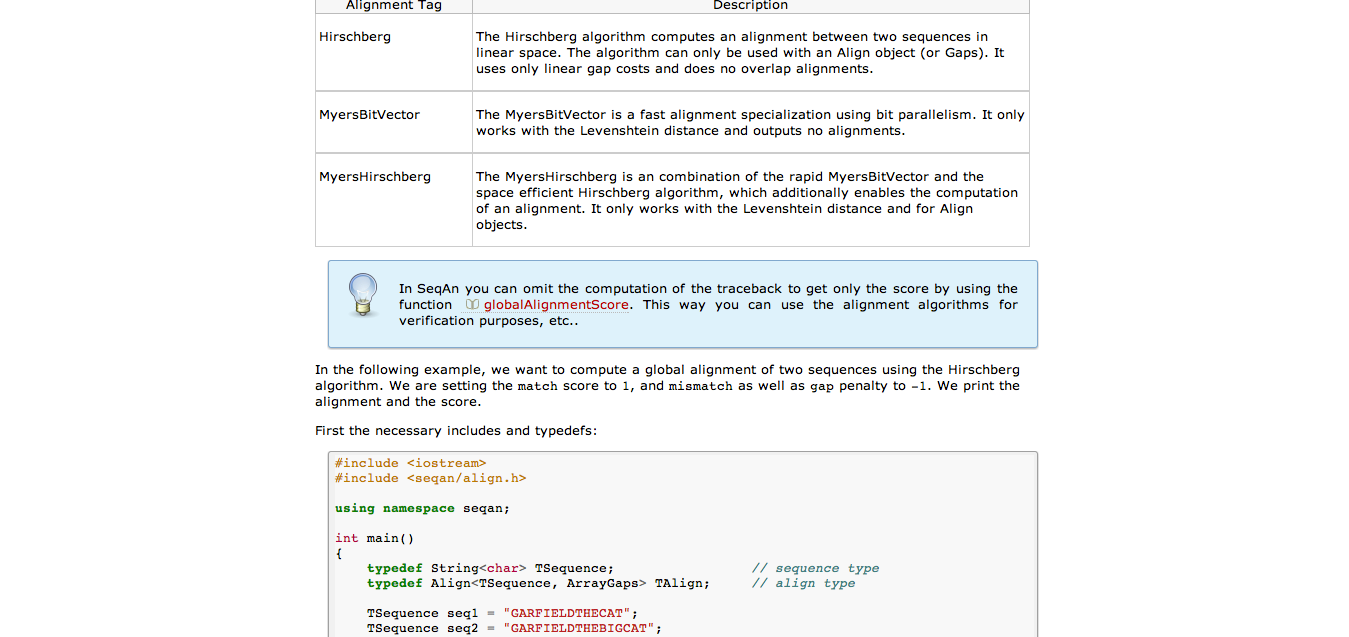 Alignment Tag Description
Hirschberg
The Hirschberg algorithm computes an alignment between two sequences in
linear space. The algorithm can only be used with an Align object (or Gaps). It
uses only linear gap costs and does no overlap alignments.
MyersBitVector
The MyersBitVector is a fast alignment specialization using bit parallelism. It only
works with the Levenshtein distance and outputs no alignments.
MyersHirschberg
The MyersHirschberg is an combination of the rapid MyersBitVector and the
space efficient Hirschberg algorithm, which additionally enables the computation
of an alignment. It only works with the Levenshtein distance and for Align
objects.
In SeqAn you can omit the computation of the traceback to get only the score by using the
function globalAlignmentScore. This way you can use the alignment algorithms for
verification purposes, etc..
In the following example, we want to compute a global alignment of two sequences using the Hirschberg
algorithm. We are setting the match score to 1, and mismatch as well as gap penalty to -1. We print the
alignment and the score.
First the necessary includes and typedefs:
#include <iostream>
#include <seqan/align.h>
using namespace seqan;
int main()
{
typedef String<char> TSequence; // sequence type
typedef Align<TSequence, ArrayGaps> TAlign; // align type
TSequence seq1 = "GARFIELDTHECAT";
TSequence seq2 = "GARFIELDTHEBIGCAT";